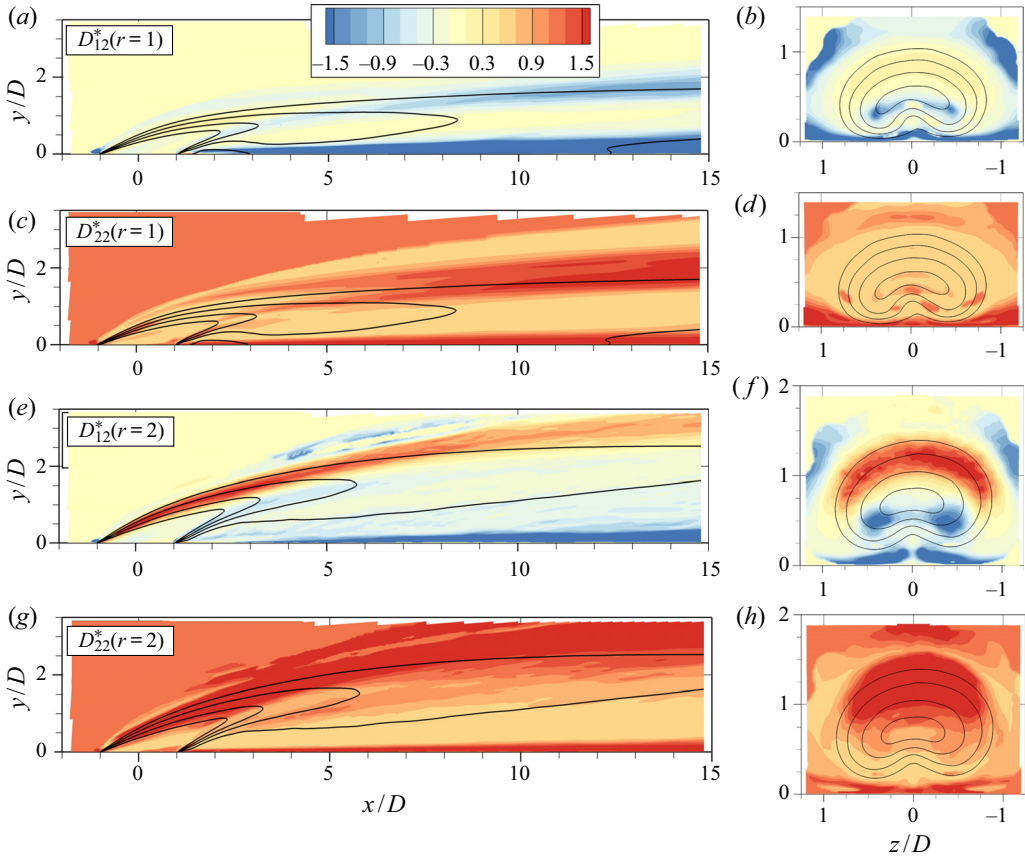 (a)
D*12(r = 1)
–1.5 –0.9 –0.3 0.3 0.9 1.5
y/D
2
0
0 5 10 15
(b)
1
0
1 0 –1
(c)
D*22(r = 1)
y/D
2
0
0 5 10 15
(d)
1
0
1 0 –1
(e)
D*12(r = 2)
y/D
2
0
0 5 10 15
(f)
2
1
0
1 0 –1
(g)
D*22(r = 2)
y/D
2
0
0 5 10 15
x/D
(h)
2
1
0
1 0 –1
z/D